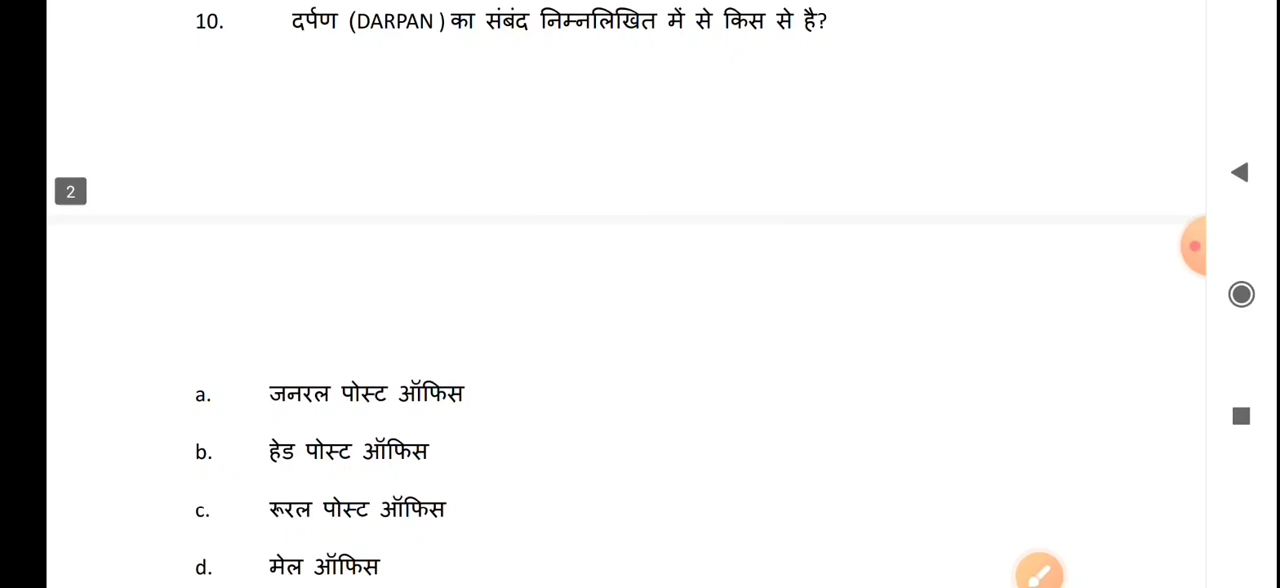 10. दर्पण (DARPAN ) का संबंद निम्नलिखित में से किस से है?
2
a. जनरल पोस्ट ऑफिस
b. हेड पोस्ट ऑफिस
c. रूरल पोस्ट ऑफिस
d. मेल ऑफिस